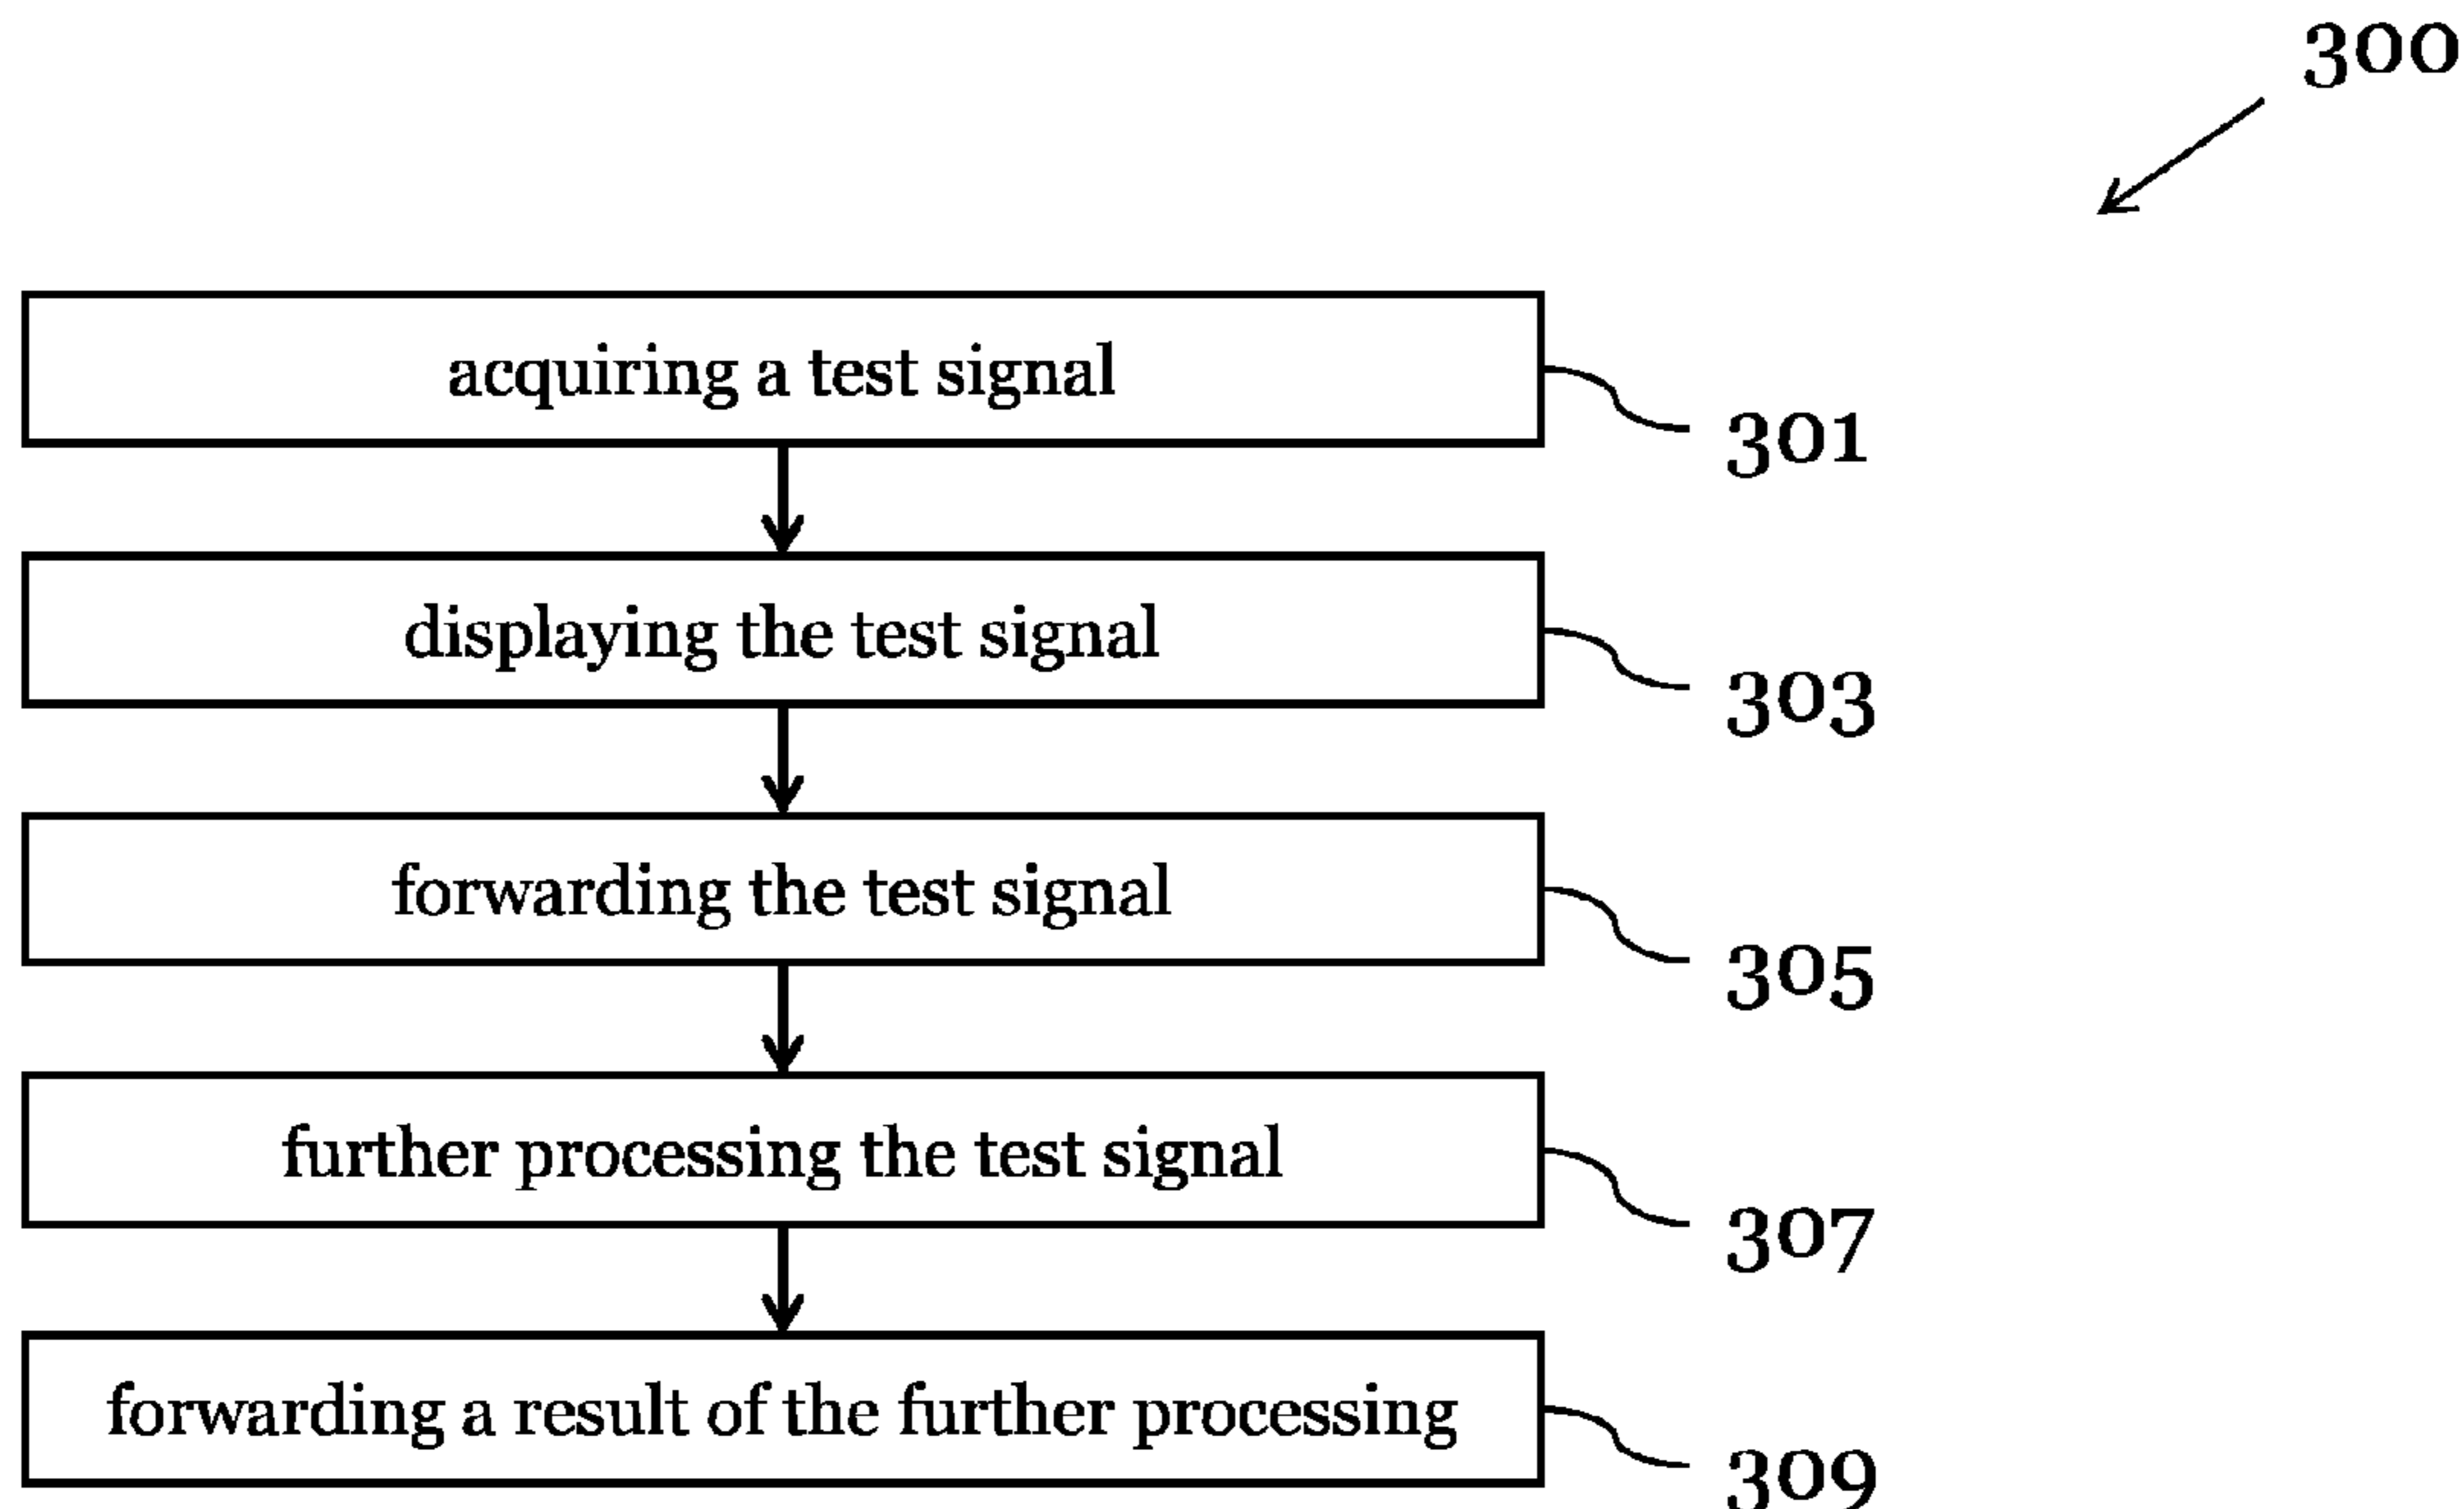 300
acquiring a test signal
301
displaying the test signal
303
forwarding the test signal
305
further processing the test signal
307
forwarding a result of the further processing
309